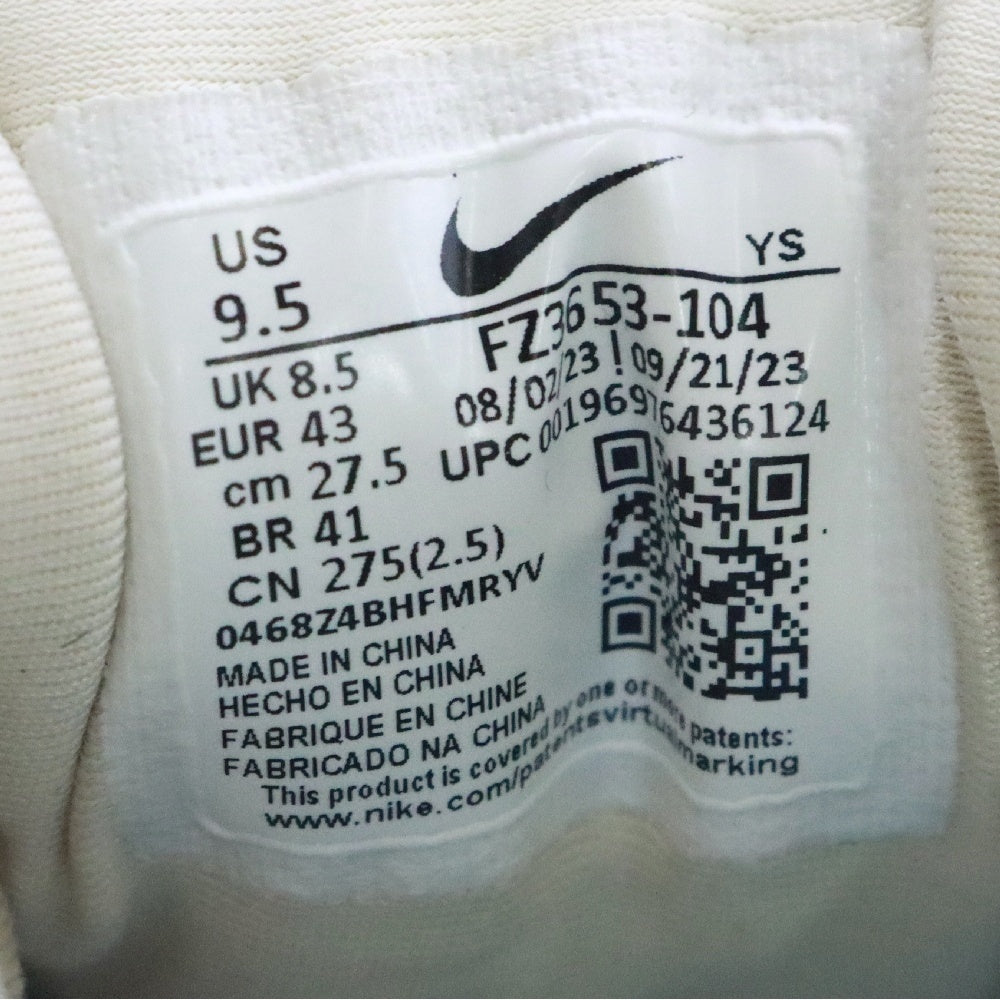 US
YS
9.5
FZ3653-104
UK 8.5
08/02/23 ! 09/21/23
EUR 43
UPC 00196976436124
cm 27.5
BR 41
CN 275(2.5)
0468Z4BHFMRYV
MADE IN CHINA
HECHO EN CHINA
FABRIQUE EN CHINE
FABRICADO NA CHINA
This product is covered by one or more patents:
www.nike.com/patentsvirtualmarking